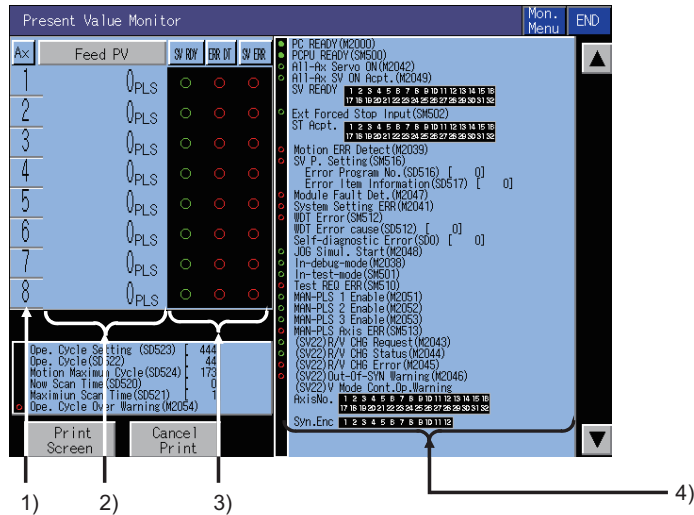 Present Value Monitor
Mon. Menu
END
Ax Feed PV SV RDY ERR DT SV ERR
1 0PLS
2 0PLS
3 0PLS
4 0PLS
5 0PLS
6 0PLS
7 0PLS
8 0PLS
Ope. Cycle Setting (SD523) [ 444
Ope. Cycle(SD522) 44
Motion Maximum Cycle(SD524) [ 173
Now Scan Time(SD520) 0
Maximiun Scan Time(SD521) [ 1
Ope. Cycle Over Warning(M2054)
Print Screen
Cancel Print
PC READY(M2000)
PCPU READY(SM500)
All-Ax Servo ON(M2042)
All-Ax SV ON Acpt.(M2049)
SV READY 1 2 3 4 5 6 7 8 9 10 11 12 13 14 15 16
17 18 19 20 21 22 23 24 25 26 27 28 29 30 31 32
Ext Forced Stop Input(SM502)
ST Acpt. 1 2 3 4 5 6 7 8 9 10 11 12 13 14 15 16
17 18 19 20 21 22 23 24 25 26 27 28 29 30 31 32
Motion ERR Detect(M2039)
SV P. Setting(SM516)
Error Program No.(SD516) [ 0]
Error Item Information(SD517) [ 0]
Module Fault Det.(M2047)
System Setting ERR(M2041)
WDT Error(SM512)
WDT Error cause(SD512) [ 0]
Self-diagnostic Error(SD0) [ 0]
JOG Simul. Start(M2048)
In-debug-mode(M2038)
In-test-mode(SM501)
Test REQ ERR(SM510)
MAN-PLS 1 Enable(M2051)
MAN-PLS 2 Enable(M2052)
MAN-PLS 3 Enable(M2053)
MAN-PLS Axis ERR(SM513)
(SV22)R/V CHG Request(M2043)
(SV22)R/V CHG Status(M2044)
(SV22)R/V CHG Error(M2045)
(SV22)Out-Of-SYN Warning(M2046)
(SV22)V Mode Cont.Op.Warning
AxisNo. 1 2 3 4 5 6 7 8 9 10 11 12 13 14 15 16
17 18 19 20 21 22 23 24 25 26 27 28 29 30 31 32
Syn.Enc 1 2 3 4 5 6 7 8 9 10 11 12
1)
2)
3)
4)